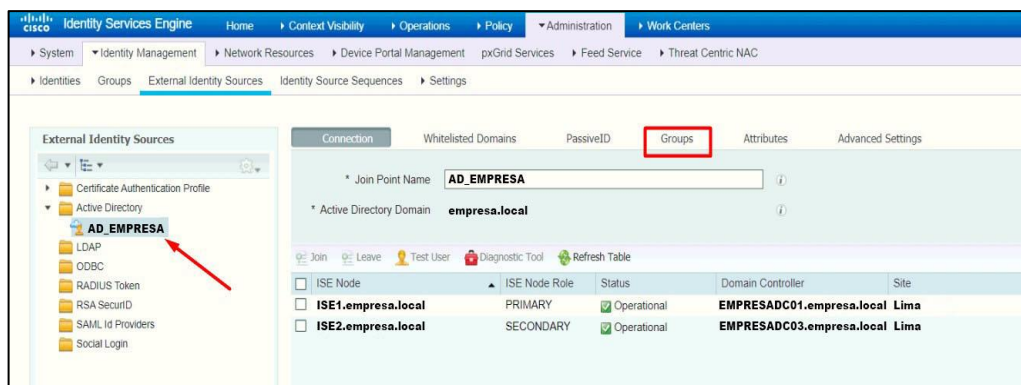 cisco Identity Services Engine Home Context Visibility Operations Policy Administration Work Centers
System Identity Management Network Resources Device Portal Management pxGrid Services Feed Service Threat Centric NAC
Identities Groups External Identity Sources Identity Source Sequences Settings
External Identity Sources
Certificate Authentication Profile
Active Directory
AD_EMPRESA
LDAP
ODBC
RADIUS Token
RSA SecurID
SAML Id Providers
Social Login
Connection Whitelisted Domains PassiveID Groups Attributes Advanced Settings
* Join Point Name AD_EMPRESA
* Active Directory Domain empresa.local
Join Leave Test User Diagnostic Tool Refresh Table
ISE Node ISE Node Role Status Domain Controller Site
ISE1.empresa.local PRIMARY Operational EMPRESADC01.empresa.local Lima
ISE2.empresa.local SECONDARY Operational EMPRESADC03.empresa.local Lima